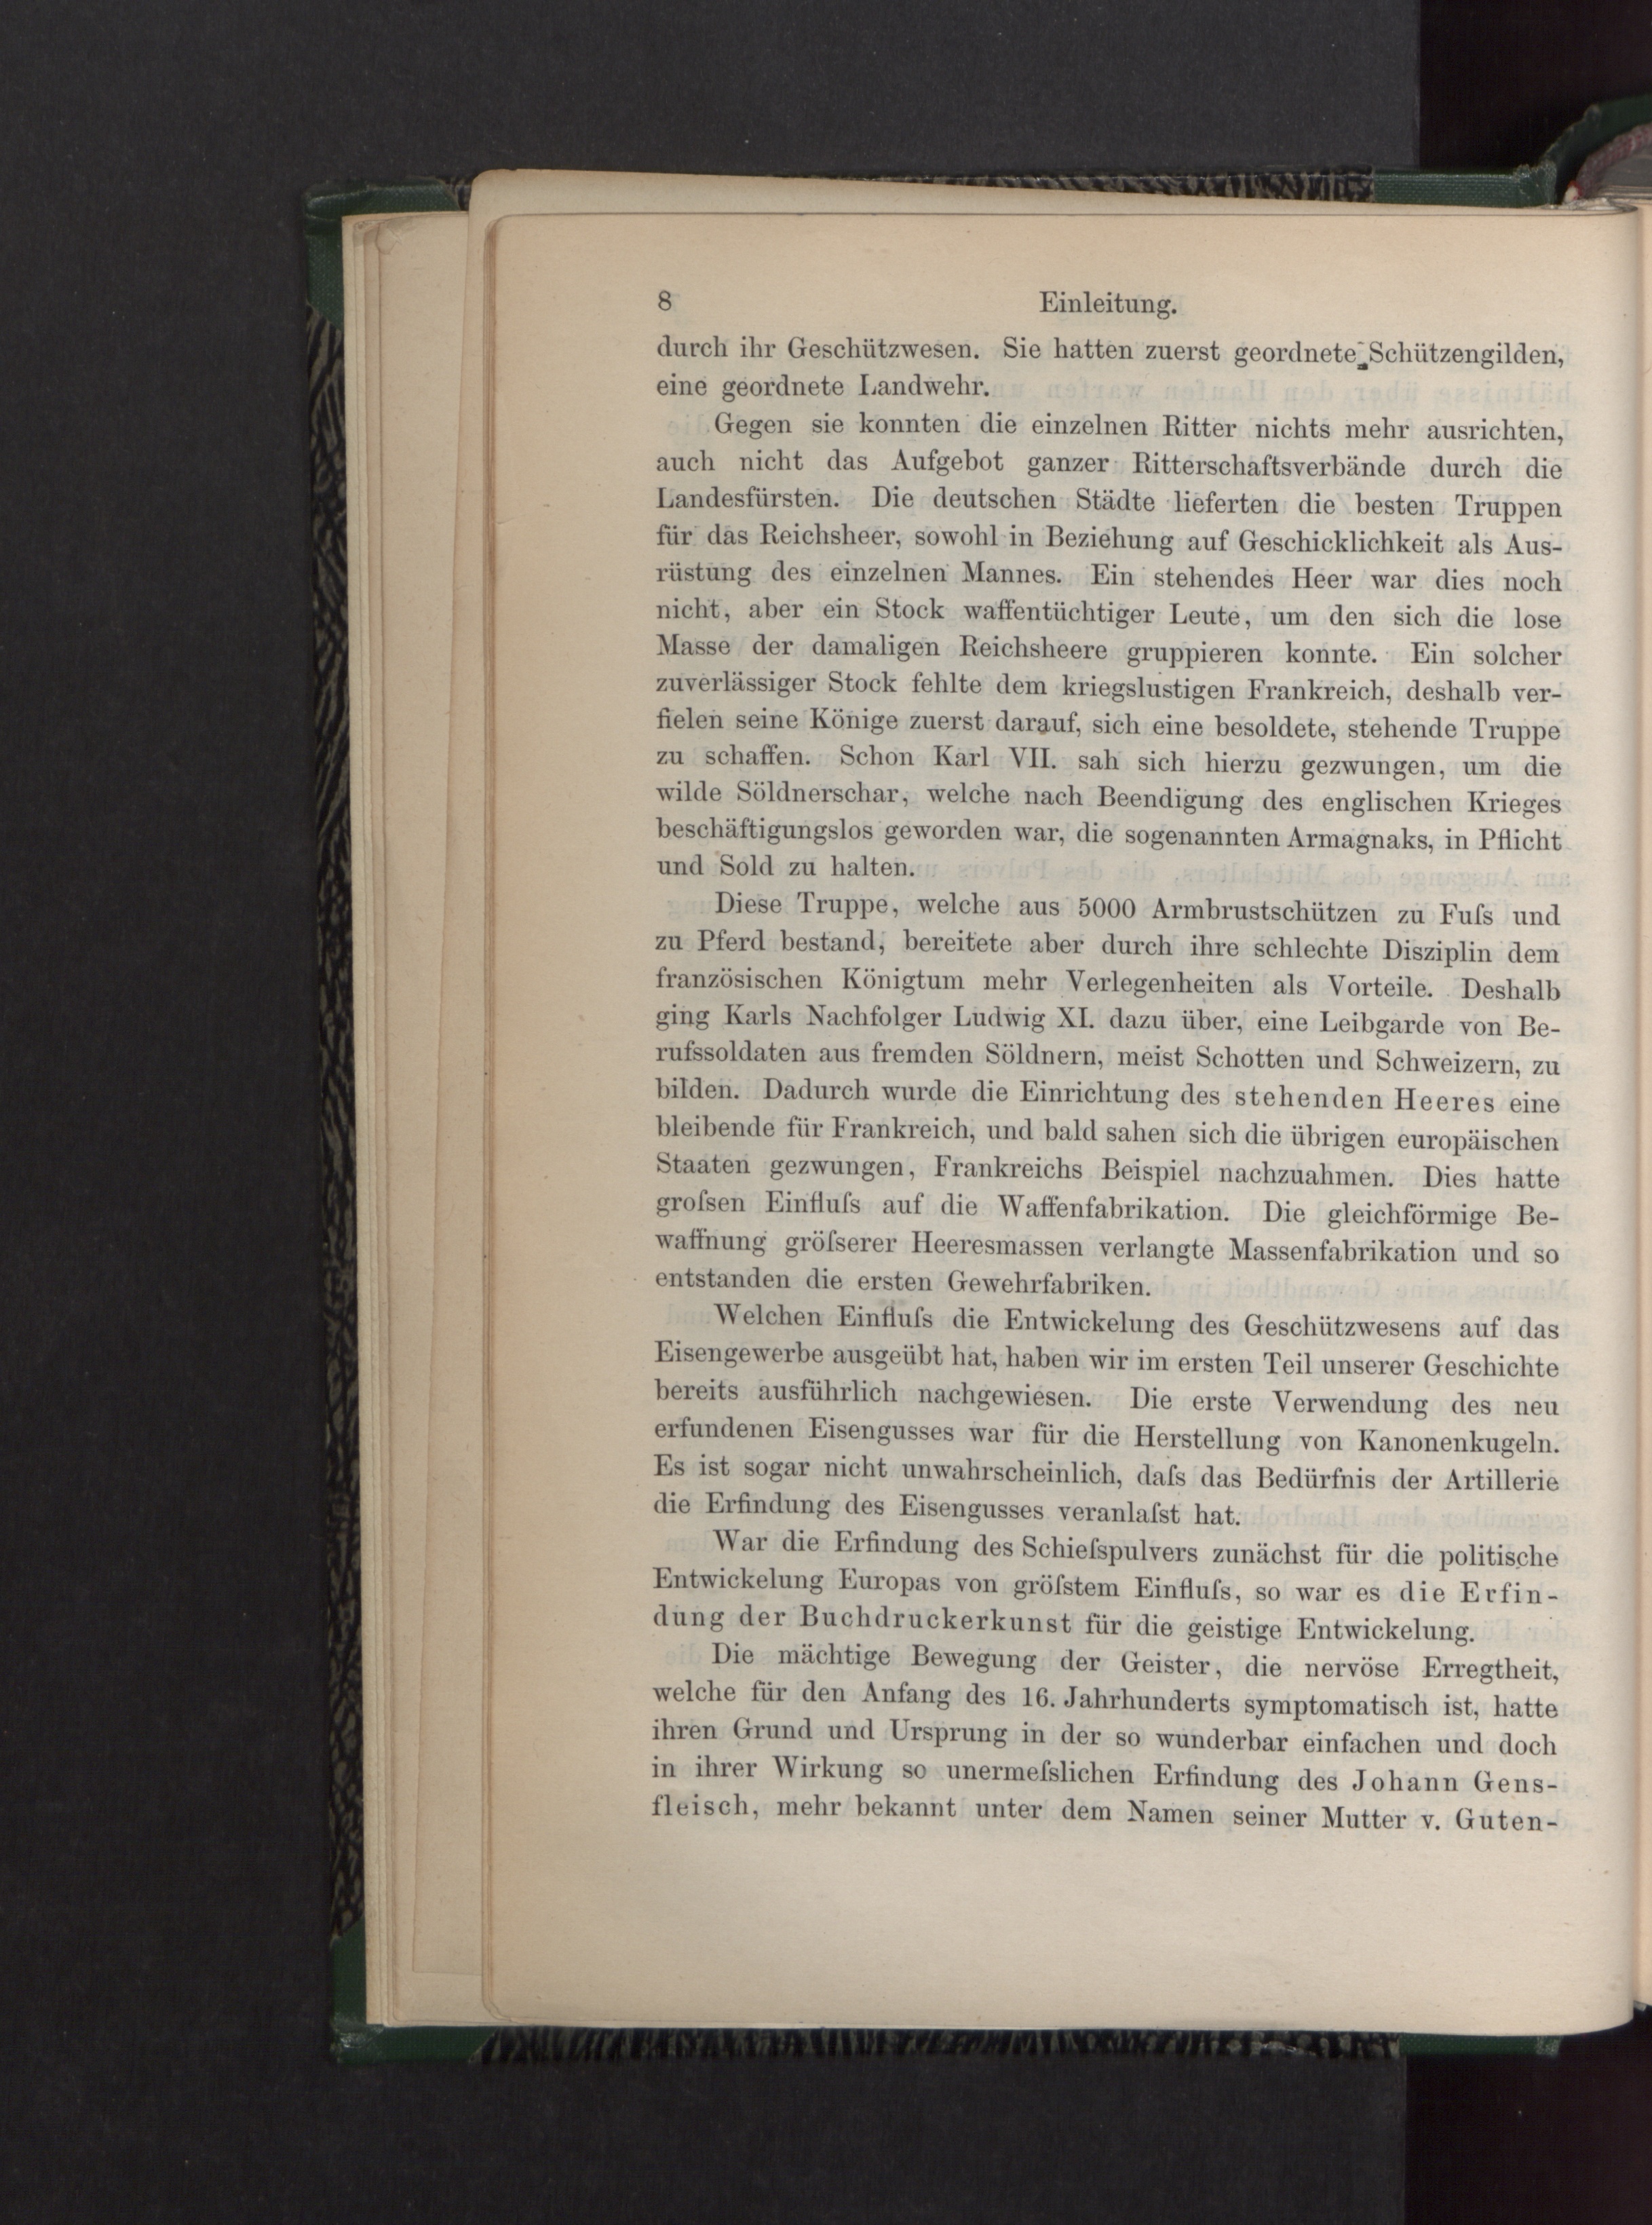 8 Einleitung.
durch ihr Geschützwesen. Sie hatten zuerst geordnete Schützengilden,
eine geordnete Landwehr.
Gegen sie konnten die einzelnen Ritter nichts mehr ausrichten,
auch nicht das Aufgebot ganzer Ritterschaftsverbände durch die
Landesfürsten. Die deutschen Städte lieferten die besten Truppen
für das Reichsheer, sowohl in Beziehung auf Geschicklichkeit als Aus-
rüstung des einzelnen Mannes. Ein stehendes Heer war dies noch
nicht, aber ein Stock waffentüchtiger Leute, um den sich die lose
Masse der damaligen Reichsheere gruppieren konnte. Ein solcher
zuverlässiger Stock fehlte dem kriegslustigen Frankreich, deshalb ver-
fielen seine Könige zuerst darauf, sich eine besoldete, stehende Truppe
zu schaffen. Schon Karl VII. sah sich hierzu gezwungen, um die
wilde Söldnerschar, welche nach Beendigung des englischen Krieges
beschäftigungslos geworden war, die sogenannten Armagnaks, in Pflicht
und Sold zu halten.
Diese Truppe, welche aus 5000 Armbrustschützen zu Fuſs und
zu Pferd bestand, bereitete aber durch ihre schlechte Disziplin dem
französischen Königtum mehr Verlegenheiten als Vorteile. Deshalb
ging Karls Nachfolger Ludwig XI. dazu über, eine Leibgarde von Be-
rufssoldaten aus fremden Söldnern, meist Schotten und Schweizern, zu
bilden. Dadurch wurde die Einrichtung des stehenden Heeres eine
bleibende für Frankreich, und bald sahen sich die übrigen europäischen
Staaten gezwungen, Frankreichs Beispiel nachzuahmen. Dies hatte
groſsen Einfluſs auf die Waffenfabrikation. Die gleichförmige Be-
waffnung gröſserer Heeresmassen verlangte Massenfabrikation und so
entstanden die ersten Gewehrfabriken.
Welchen Einfluſs die Entwickelung des Geschützwesens auf das
Eisengewerbe ausgeübt hat, haben wir im ersten Teil unserer Geschichte
bereits ausführlich nachgewiesen. Die erste Verwendung des neu
erfundenen Eisengusses war für die Herstellung von Kanonenkugeln.
Es ist sogar nicht unwahrscheinlich, daſs das Bedürfnis der Artillerie
die Erfindung des Eisengusses veranlaſst hat.
War die Erfindung des Schieſspulvers zunächst für die politische
Entwickelung Europas von gröſstem Einfluſs, so war es die Erfin-
dung der Buchdruckerkunst für die geistige Entwickelung.
Die mächtige Bewegung der Geister, die nervöse Erregtheit,
welche für den Anfang des 16. Jahrhunderts symptomatisch ist, hatte
ihren Grund und Ursprung in der so wunderbar einfachen und doch
in ihrer Wirkung so unermeſslichen Erfindung des Johann Gens-
fleisch, mehr bekannt unter dem Namen seiner Mutter v. Guten-